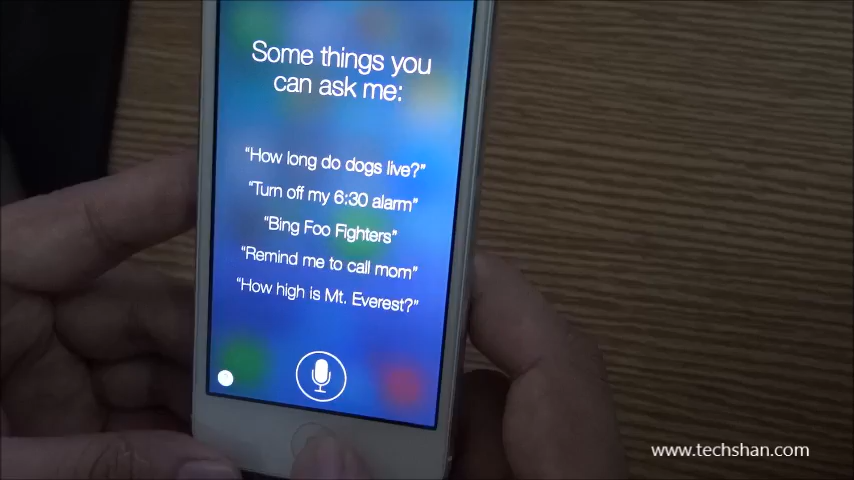 Some things you
can ask me:
“How long do dogs live?”
“Turn off my 6:30 alarm”
“Bing Foo Fighters”
“Remind me to call mom”
“How high is Mt. Everest?”
www.techshan.com